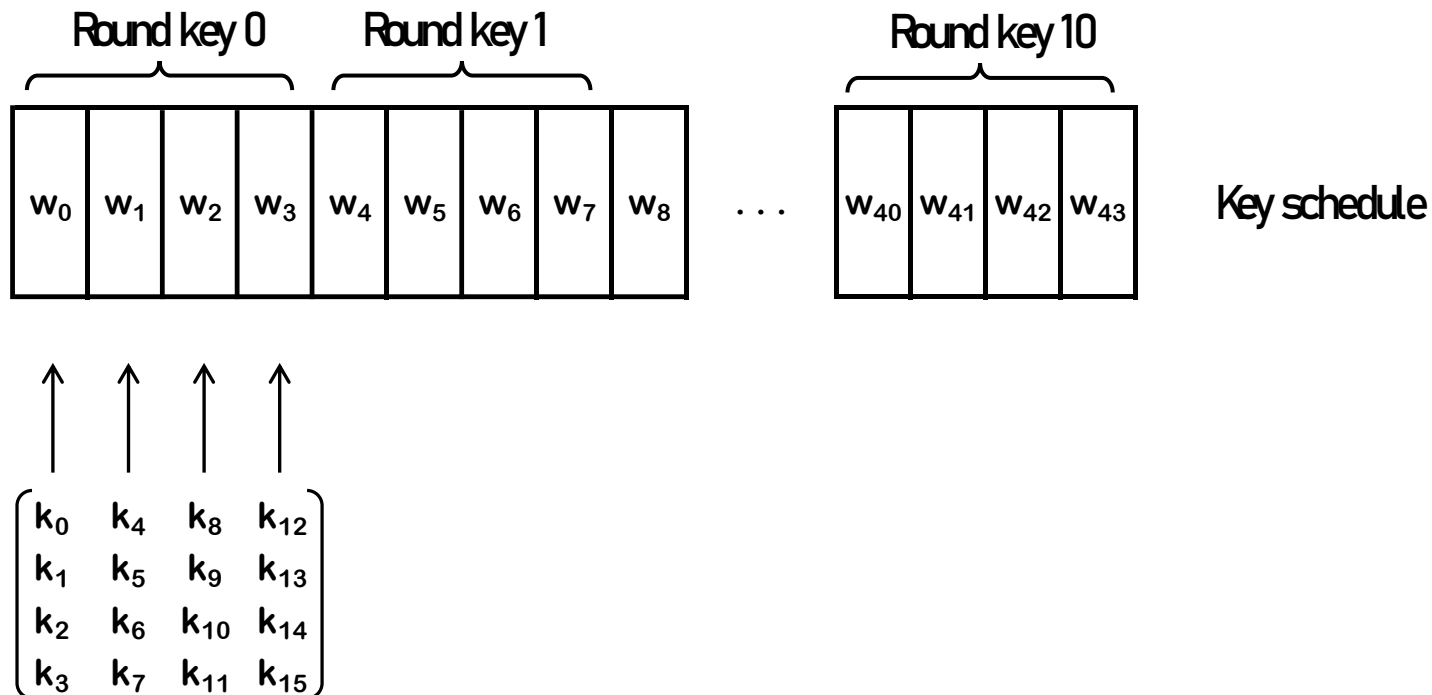 Round key 0 Round key 1 Round key 10
w₀ w₁ w₂ w₃ w₄ w₅ w₆ w₇ w₈ . . . w₄₀ w₄₁ w₄₂ w₄₃ Key schedule
k₀ k₄ k₈ k₁₂
k₁ k₅ k₉ k₁₃
k₂ k₆ k₁₀ k₁₄
k₃ k₇ k₁₁ k₁₅